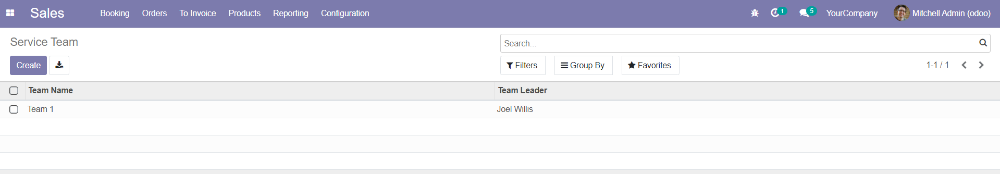 Sales Booking Orders To Invoice Products Reporting Configuration 1 5 YourCompany Mitchell Admin (odoo)
Service Team Search...
Create Filters Group By Favorites 1-1 / 1
Team Name Team Leader
Team 1 Joel Willis